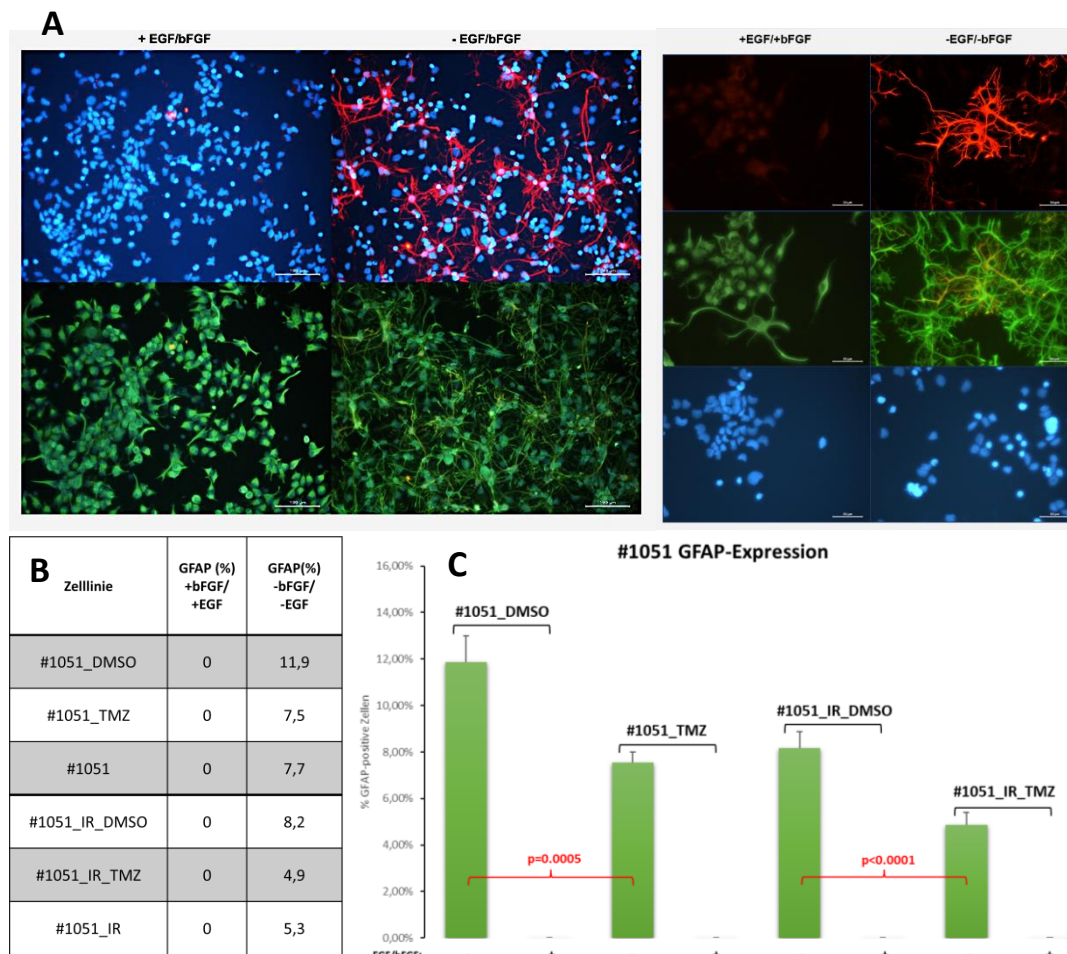 A
+ EGF/bFGF
- EGF/bFGF
+EGF/+bFGF
-EGF/-bFGF
B
Zelllinie
GFAP (%)
+bFGF/
+EGF
GFAP(%)
-bFGF/
-EGF
#1051_DMSO 0 11,9
#1051_TMZ 0 7,5
#1051 0 7,7
#1051_IR_DMSO 0 8,2
#1051_IR_TMZ 0 4,9
#1051_IR 0 5,3
C
#1051 GFAP-Expression
% GFAP-positive Zellen
16,00%
14,00%
12,00%
10,00%
8,00%
6,00%
4,00%
2,00%
0,00%
#1051_DMSO
#1051_TMZ
#1051_IR_DMSO
#1051_IR_TMZ
p=0.0005
p<0.0001